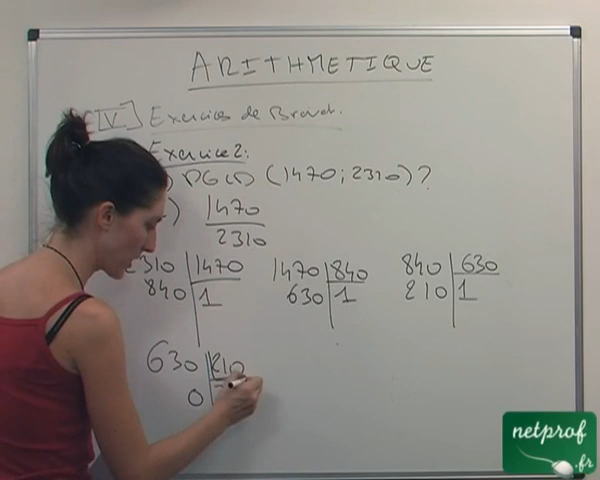 ARITHMETIQUE
IV Exercices de Brevet.
Exercice 2:
) PGCD (1470; 2310)?
) 1470
2310
2310 1470 1470 840 840 630
840 1 630 1 210 1
630 210
0
netprof
.fr